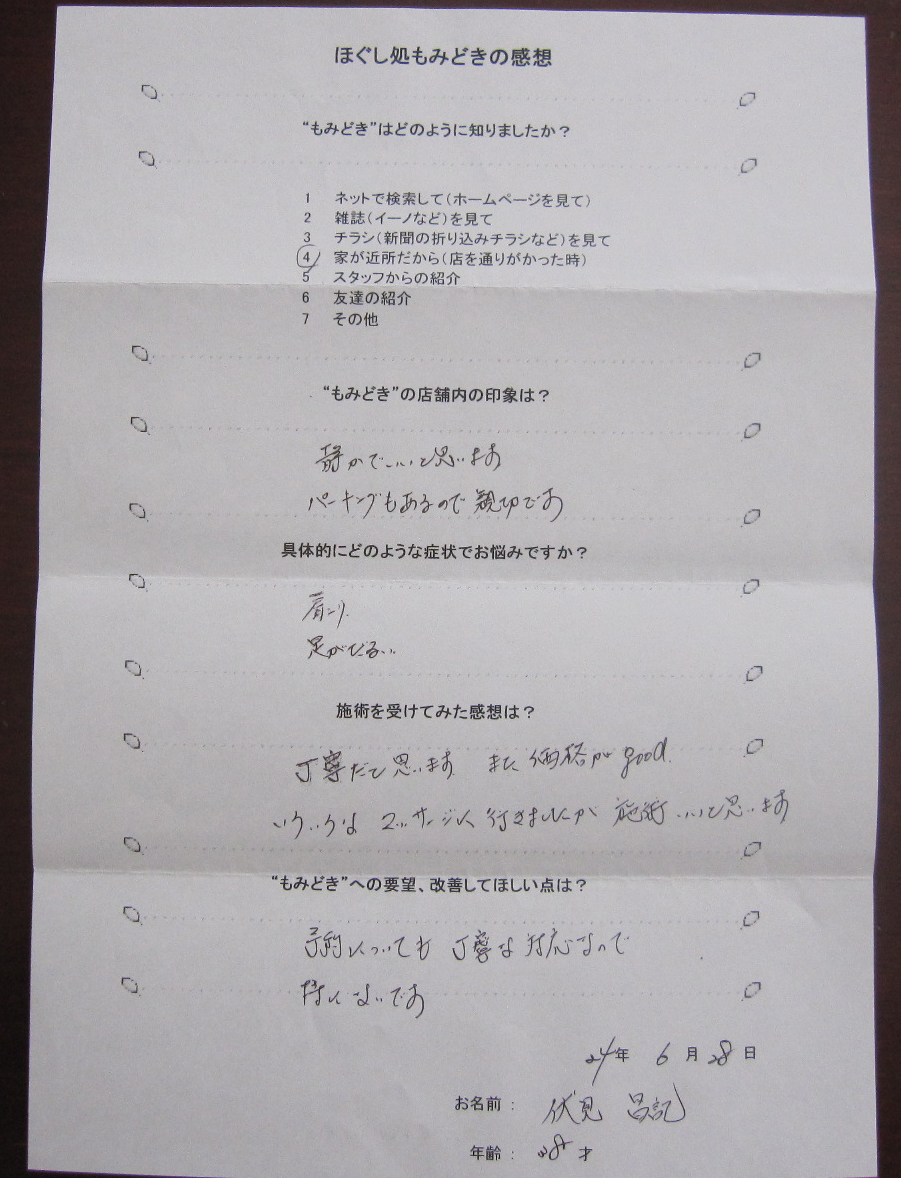 ほぐし処もみどきの感想
“もみどき”はどのように知りましたか？
1 ネットで検索して(ホームページを見て)
2 雑誌(イーノなど)を見て
3 チラシ(新聞の折り込みチラシなど)を見て
4 家が近所だから(店を通りがかった時)
5 スタッフからの紹介
6 友達の紹介
7 その他
“もみどき”の店舗内の印象は？
静かでいいと思います
パーキングもあるので親切です
具体的にどのような症状でお悩みですか？
肩こり
足がだるい
施術を受けてみた感想は？
丁寧だと思います また価格が good.
いろいろな マッサージに 行きましたが 施術いいと思います
“もみどき”への要望、改善してほしい点は？
予約についても 丁寧な対応なので
特にないです
24年 6月28日
お名前： 伏見 昌記
年齢： 28才